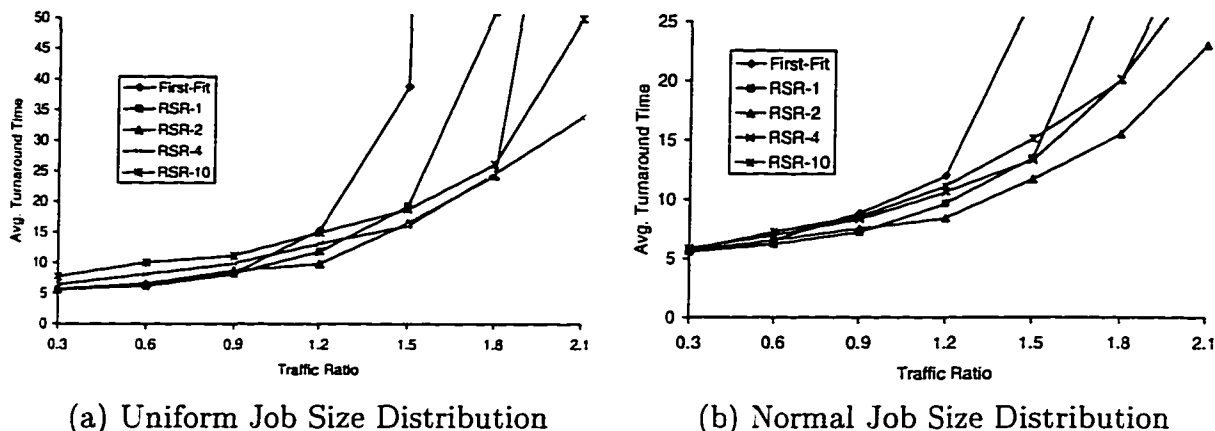 50
45
40
35
30
25
20
15
10
5
0
Avg. Turnaround Time
First-Fit
RSR-1
RSR-2
RSR-4
RSR-10
0.3 0.6 0.9 1.2 1.5 1.8 2.1
Traffic Ratio
(a) Uniform Job Size Distribution
25
20
15
10
5
0
Avg. Turnaround Time
First-Fit
RSR-1
RSR-2
RSR-4
RSR-10
0.3 0.6 0.9 1.2 1.5 1.8 2.1
Traffic Ratio
(b) Normal Job Size Distribution